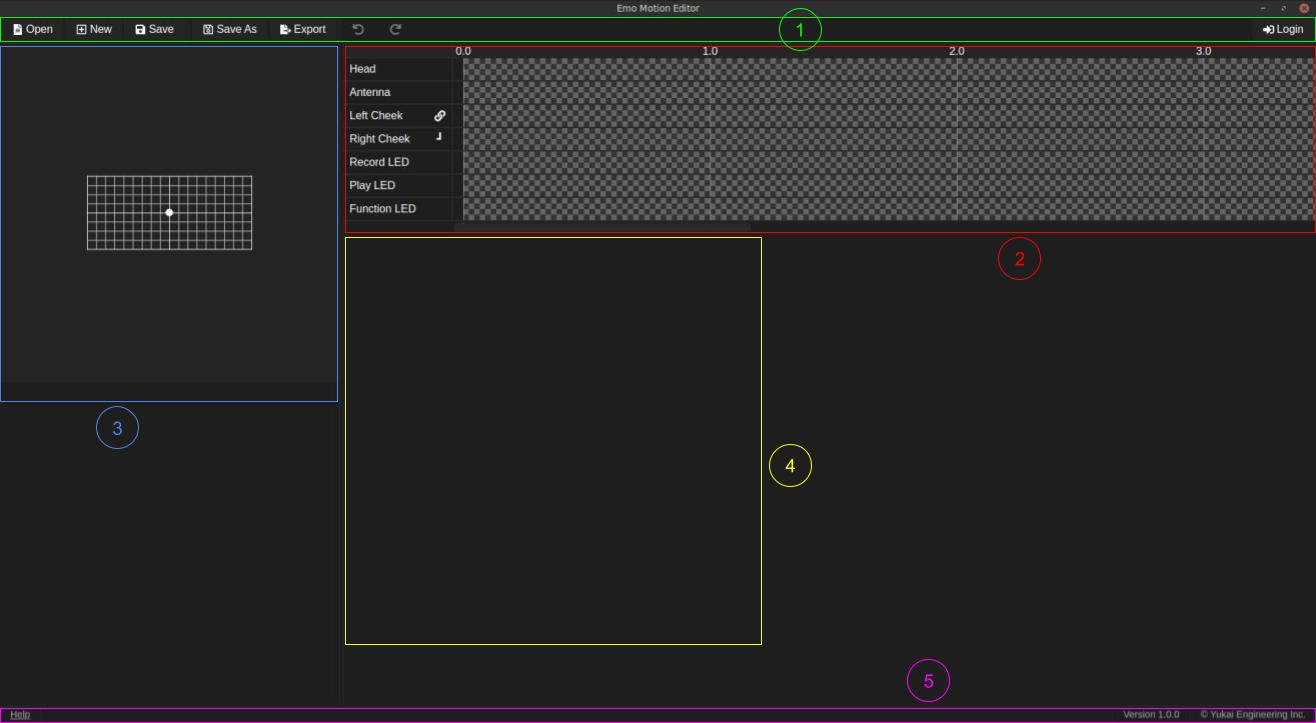 Emo Motion Editor
Open New Save Save As Export 1 Login
0.0 1.0 2.0 3.0
Head
Antenna
Left Cheek
Right Cheek
Record LED
Play LED
Function LED
2
3
4
5
Help Version 1.0.0 © Yukai Engineering Inc.